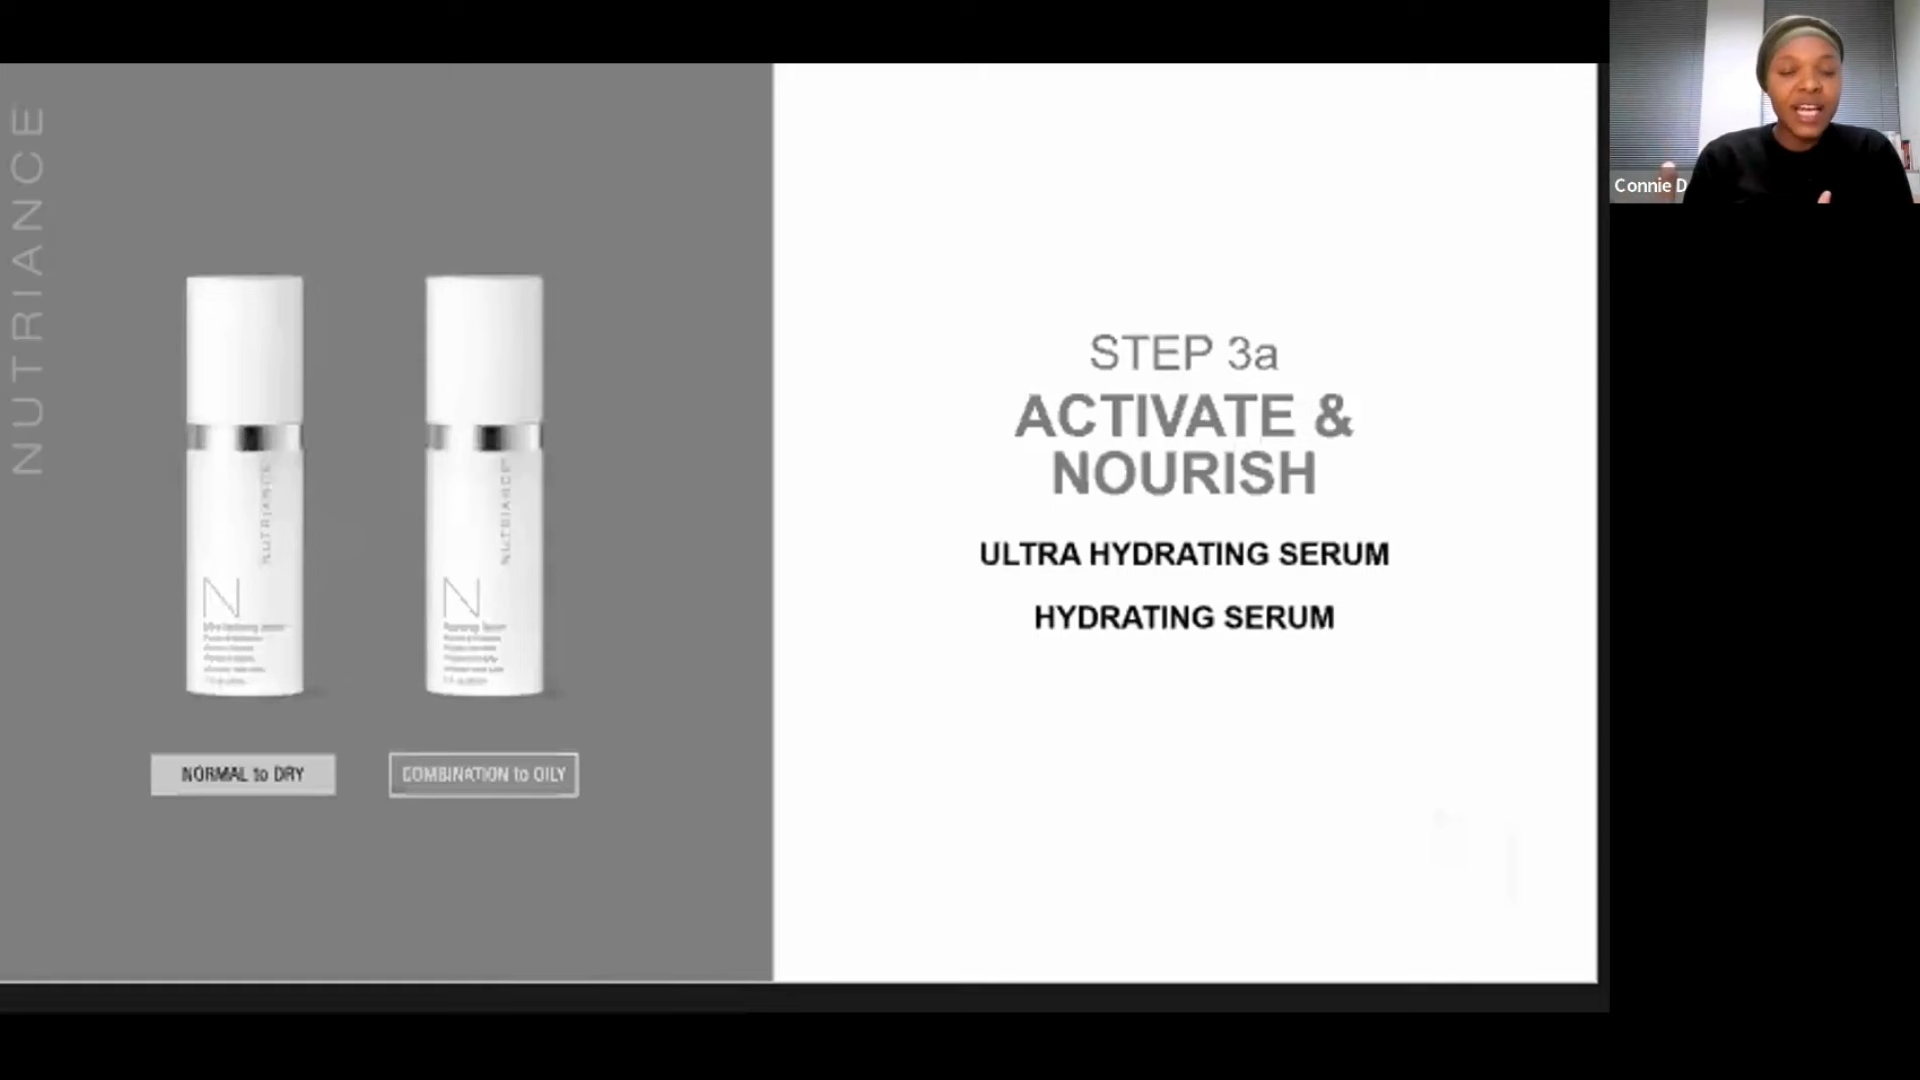 NUTRIANCE
NUTRIANCE
N
NUTRIANCE
N
NORMAL to DRY
COMBINATION to OILY
STEP 3a
ACTIVATE &
NOURISH
ULTRA HYDRATING SERUM
HYDRATING SERUM
Connie D